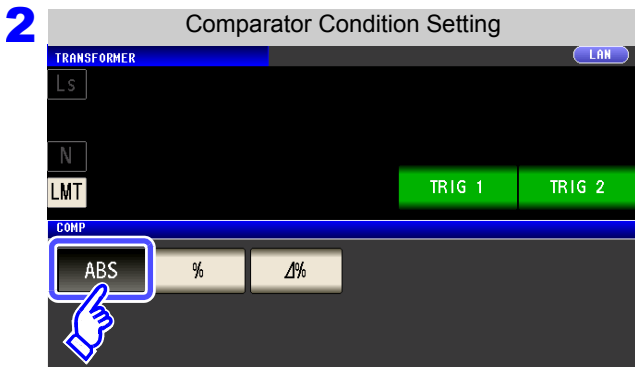 2
Comparator Condition Setting
TRANSFORMER
LAN
Ls
N
LMT
TRIG 1
TRIG 2
COMP
ABS
%
Δ%